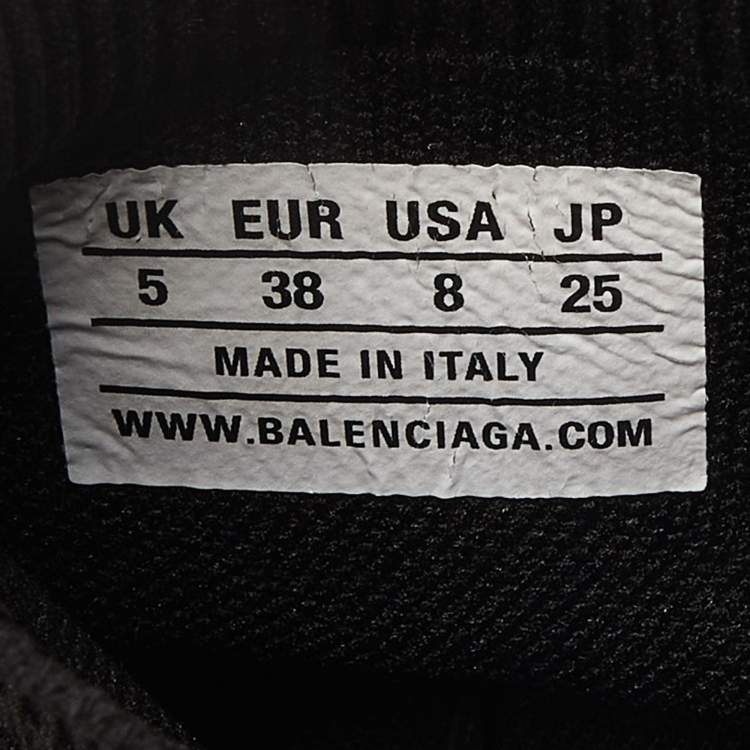 UK EUR USA JP
5 38 8 25
MADE IN ITALY
WWW.BALENCIAGA.COM